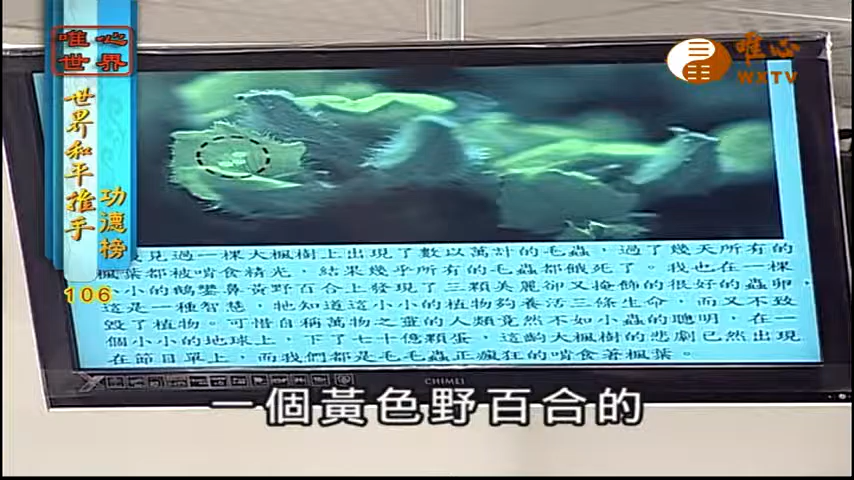 唯心
世界
世界和平推手
功德榜
106
唯心
WXTV
見過一棵大楓樹上出現了數以萬計的毛蟲，過了幾天所有的
楓葉都被啃食精光，結果幾乎所有的毛蟲都餓死了。我也在一棵
小小的鵝鑾鼻黃野百合上發現了三顆美麗卻又掩飾的很好的蟲卵，
這是一種智慧，牠知道這小小的植物夠養活三條生命，而又不致
毀了植物。可惜自稱萬物之靈的人類竟然不如小蟲的聰明，在一
個小小的地球上，下了七十億顆蛋，這齣大楓樹的悲劇已然出現
在節目單上，而我們都是毛毛蟲正瘋狂的啃食著楓葉。
CHIMEI
一個黃色野百合的